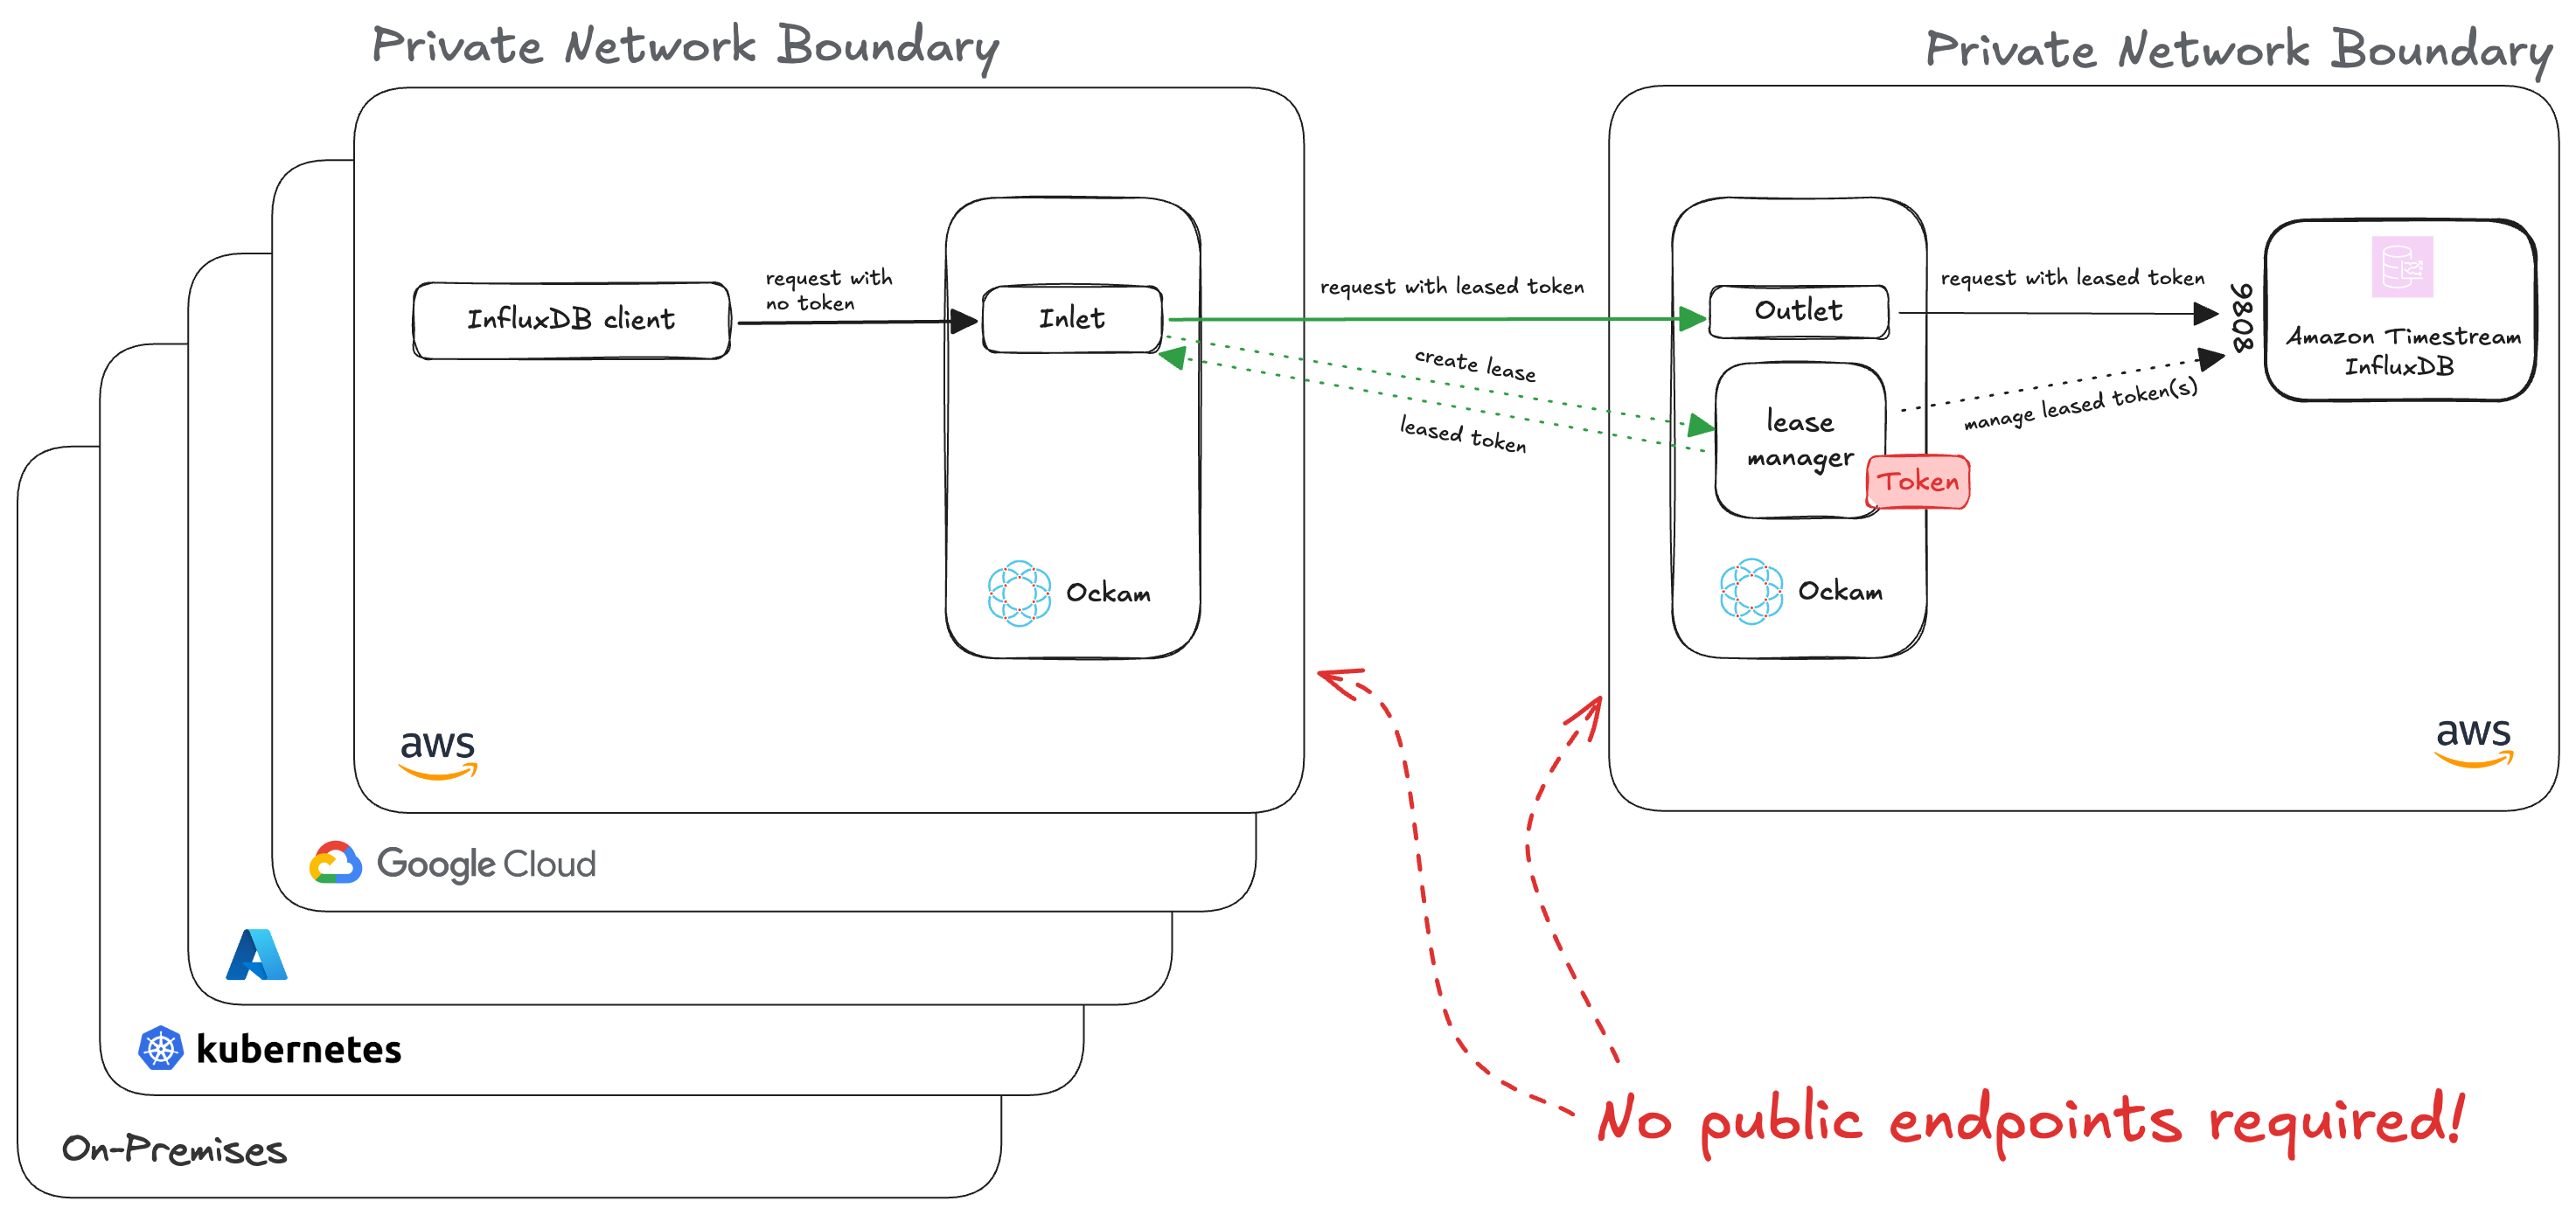 Private Network Boundary
Private Network Boundary
InfluxDB client
request with
no token
Inlet
request with leased token
create lease
leased token
Outlet
lease
manager
Token
request with leased token
manage leased token(s)
8086
Amazon Timestream
InfluxDB
Ockam
Ockam
aws
aws
Google Cloud
kubernetes
On-Premises
No public endpoints required!